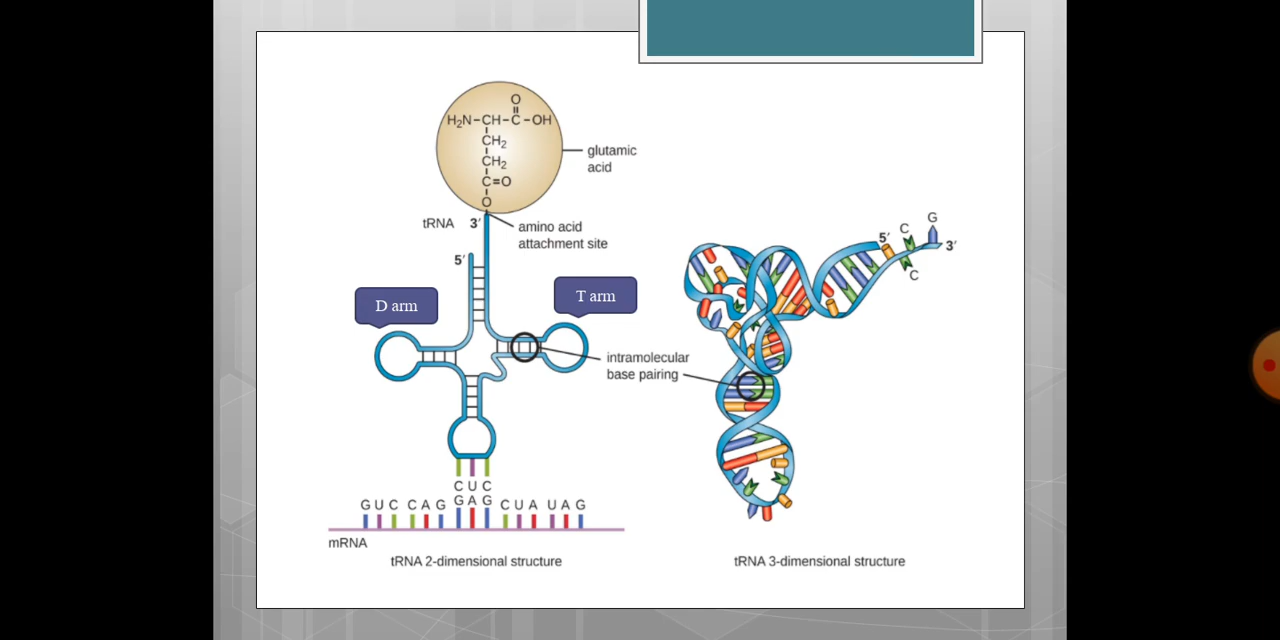 O
H₂N–CH–C–OH
CH₂
CH₂
C=O
O
glutamic
acid
tRNA 3′
amino acid
attachment site
5′
D arm
T arm
intramolecular
base pairing
C U C
G U C C A G G A G C U A U A G
mRNA
tRNA 2-dimensional structure
G
C
5′
3′
C
tRNA 3-dimensional structure